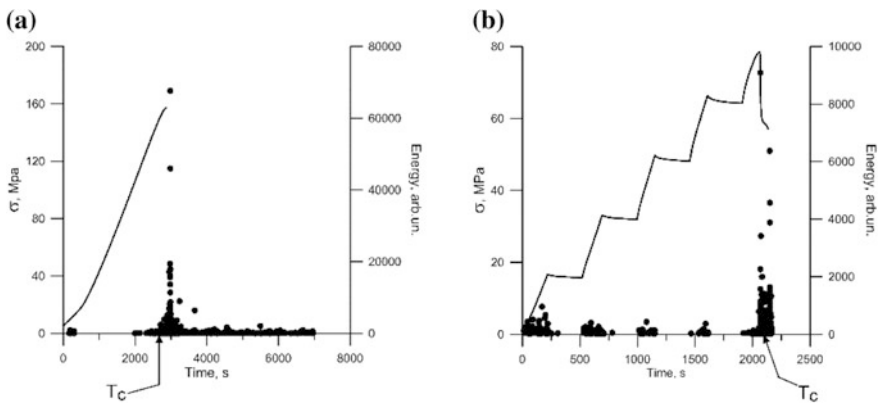 (a)
200
160
120
80
40
0
σ, Mpa
80000
60000
40000
20000
0
Energy, arb.un.
0 2000 4000 6000 8000
Time, s
T_C
(b)
80
60
40
20
0
σ, MPa
10000
8000
6000
4000
2000
0
Energy, arb.un.
0 500 1000 1500 2000 2500
Time, s
T_C